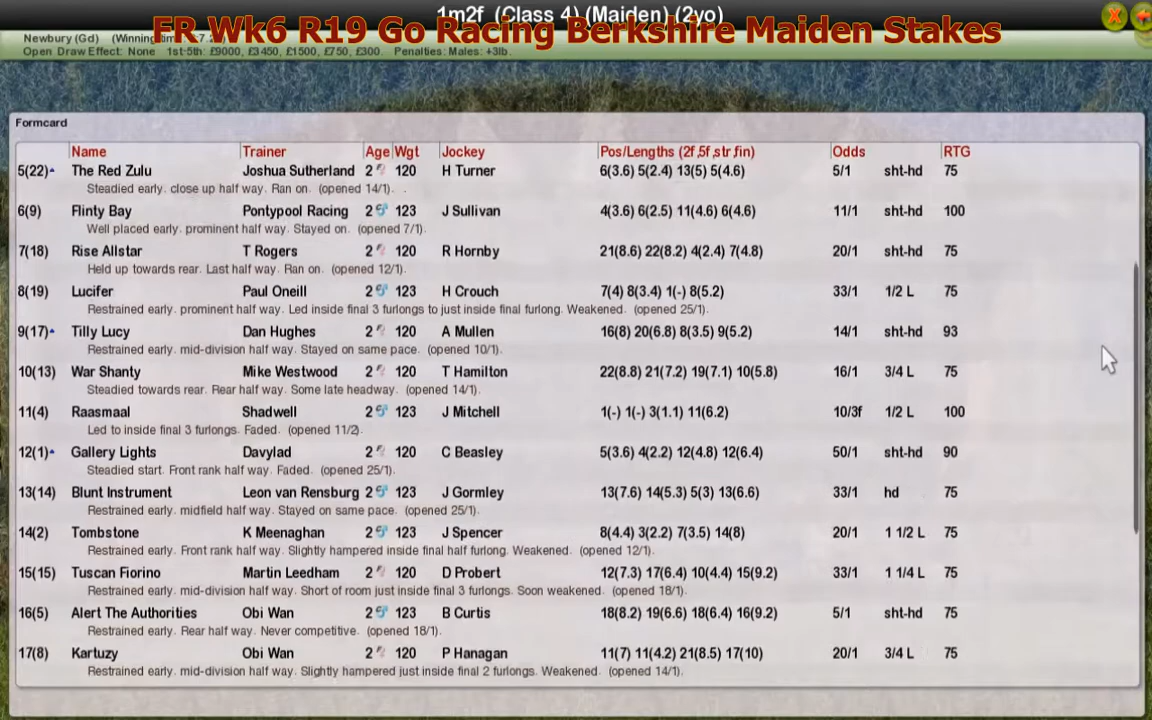 1m2f (Class 4) (Maiden) (2yo)
FR Wk6 R19 Go Racing Berkshire Maiden Stakes
Newbury (Gd)
Open Draw Effect: None 1st-5th: £9000, £3450, £1500, £750, £300. Penalties: Males: +3lb.
Formcard
Name Trainer Age Wgt Jockey Pos/Lengths (2f,5f,str,fin) Odds RTG
5(22) The Red Zulu Joshua Sutherland 2 120 H Turner 6(3.6) 5(2.4) 13(5) 5(4.6) 5/1 sht-hd 75
Steadied early. close up half way. Ran on. (opened 14/1).
6(9) Flinty Bay Pontypool Racing 2 123 J Sullivan 4(3.6) 6(2.5) 11(4.6) 6(4.6) 11/1 sht-hd 100
Well placed early. prominent half way. Stayed on. (opened 7/1).
7(18) Rise Allstar T Rogers 2 120 R Hornby 21(8.6) 22(8.2) 4(2.4) 7(4.8) 20/1 sht-hd 75
Held up towards rear. Last half way. Ran on. (opened 12/1).
8(19) Lucifer Paul Oneill 2 123 H Crouch 7(4) 8(3.4) 1(-) 8(5.2) 33/1 1/2 L 75
Restrained early. prominent half way. Led inside final 3 furlongs to just inside final furlong. Weakened. (opened 25/1).
9(17) Tilly Lucy Dan Hughes 2 120 A Mullen 16(8) 20(6.8) 8(3.5) 9(5.2) 14/1 sht-hd 93
Restrained early. mid-division half way. Stayed on same pace. (opened 10/1).
10(13) War Shanty Mike Westwood 2 120 T Hamilton 22(8.8) 21(7.2) 19(7.1) 10(5.8) 16/1 3/4 L 75
Steadied towards rear. Rear half way. Some late headway. (opened 14/1).
11(4) Raasmaal Shadwell 2 123 J Mitchell 1(-) 1(-) 3(1.1) 11(6.2) 10/3f 1/2 L 100
Led to inside final 3 furlongs. Faded. (opened 11/2).
12(1) Gallery Lights Davylad 2 120 C Beasley 5(3.6) 4(2.2) 12(4.8) 12(6.4) 50/1 sht-hd 90
Steadied start. Front rank half way. Faded. (opened 25/1).
13(14) Blunt Instrument Leon van Rensburg 2 123 J Gormley 13(7.6) 14(5.3) 5(3) 13(6.6) 33/1 hd 75
Restrained early. midfield half way. Stayed on same pace. (opened 25/1).
14(2) Tombstone K Meenaghan 2 123 J Spencer 8(4.4) 3(2.2) 7(3.5) 14(8) 20/1 1 1/2 L 75
Restrained early. Front rank half way. Slightly hampered inside final half furlong. Weakened. (opened 12/1).
15(15) Tuscan Fiorino Martin Leedham 2 120 D Probert 12(7.3) 17(6.4) 10(4.4) 15(9.2) 33/1 1 1/4 L 75
Restrained early. mid-division half way. Short of room just inside final 3 furlongs. Soon weakened. (opened 18/1).
16(5) Alert The Authorities Obi Wan 2 123 B Curtis 18(8.2) 19(6.6) 18(6.4) 16(9.2) 5/1 sht-hd 75
Restrained early. Rear half way. Never competitive. (opened 18/1).
17(8) Kartuzy Obi Wan 2 120 P Hanagan 11(7) 11(4.2) 21(8.5) 17(10) 20/1 3/4 L 75
Restrained early. mid-division half way. Slightly hampered just inside final 2 furlongs. Weakened. (opened 14/1).